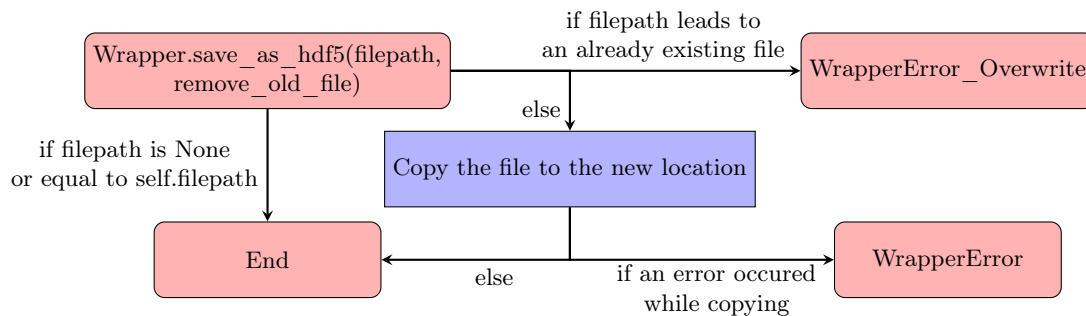 if filepath leads to
an already existing file
Wrapper.save_as_hdf5(filepath,
remove_old_file)
WrapperError_Overwrite
else
if filepath is None
or equal to self.filepath
Copy the file to the new location
End
WrapperError
else
if an error occured
while copying